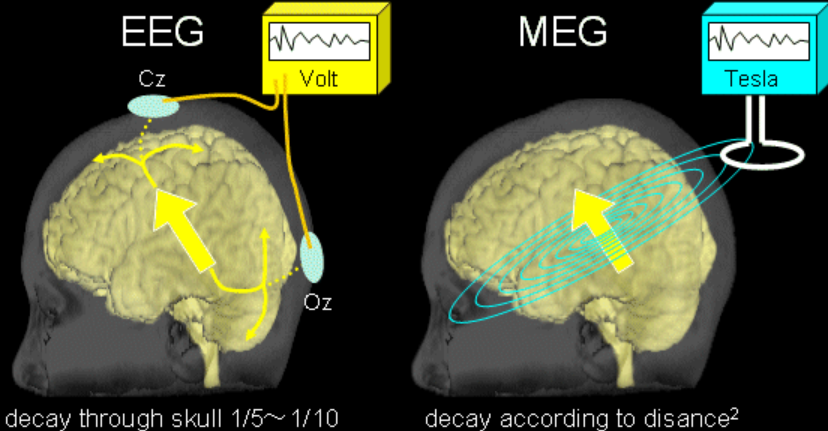 EEG
Volt
Cz
Oz
decay through skull 1/5～1/10
MEG
Tesla
decay according to disance²